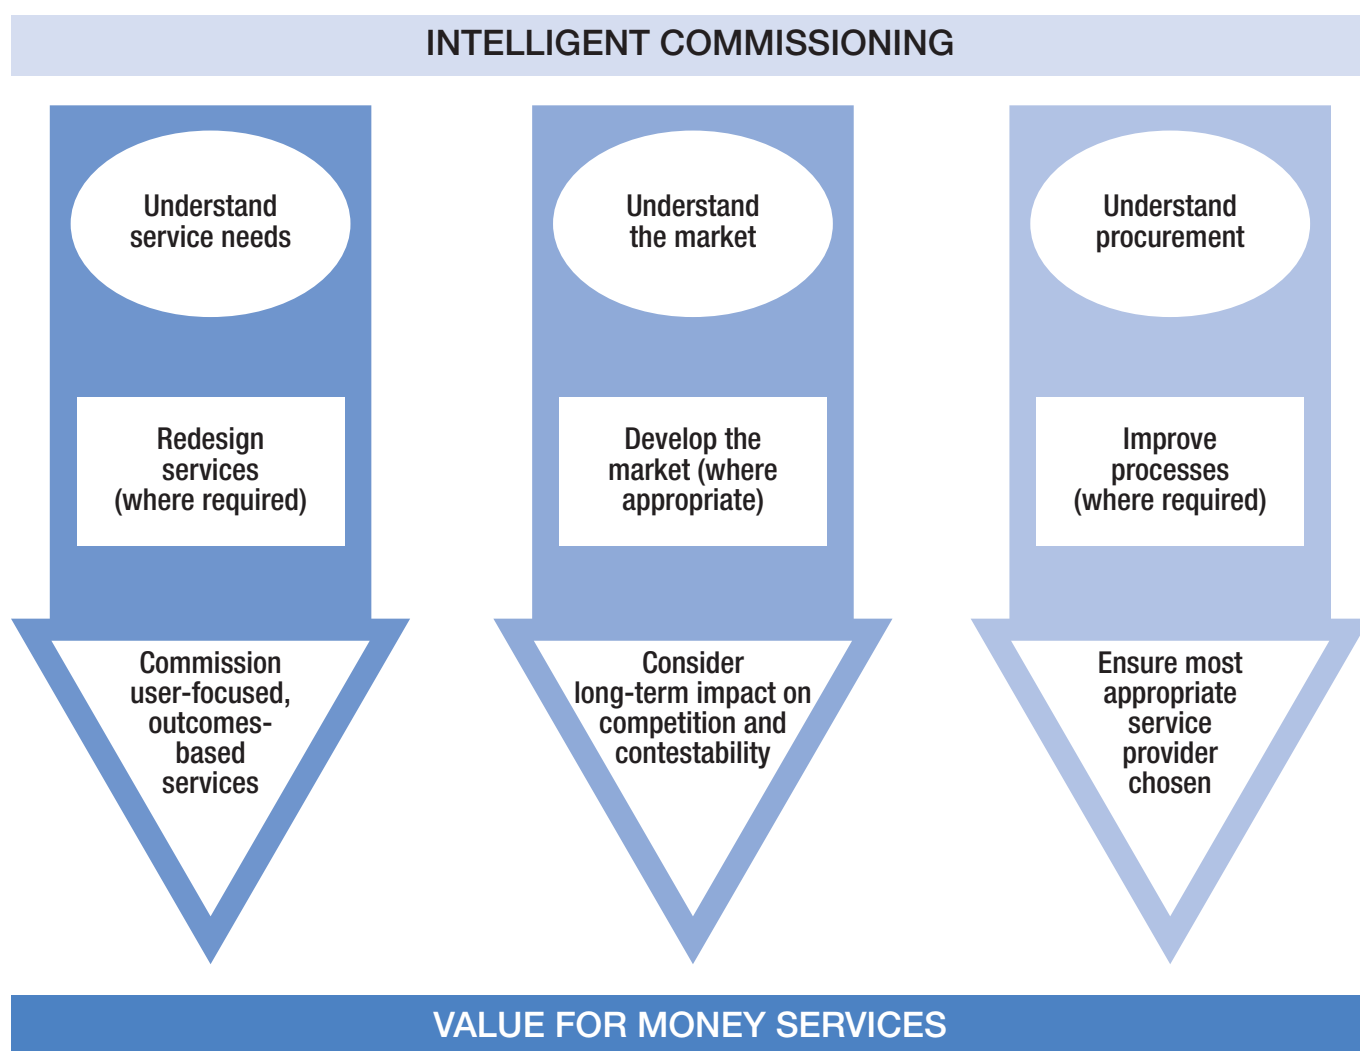 INTELLIGENT COMMISSIONING
Understand
service needs
Redesign
services
(where required)
Commission
user-focused,
outcomes-
based
services
Understand
the market
Develop the
market (where
appropriate)
Consider
long-term impact on
competition and
contestability
Understand
procurement
Improve
processes
(where required)
Ensure most
appropriate
service
provider
chosen
VALUE FOR MONEY SERVICES